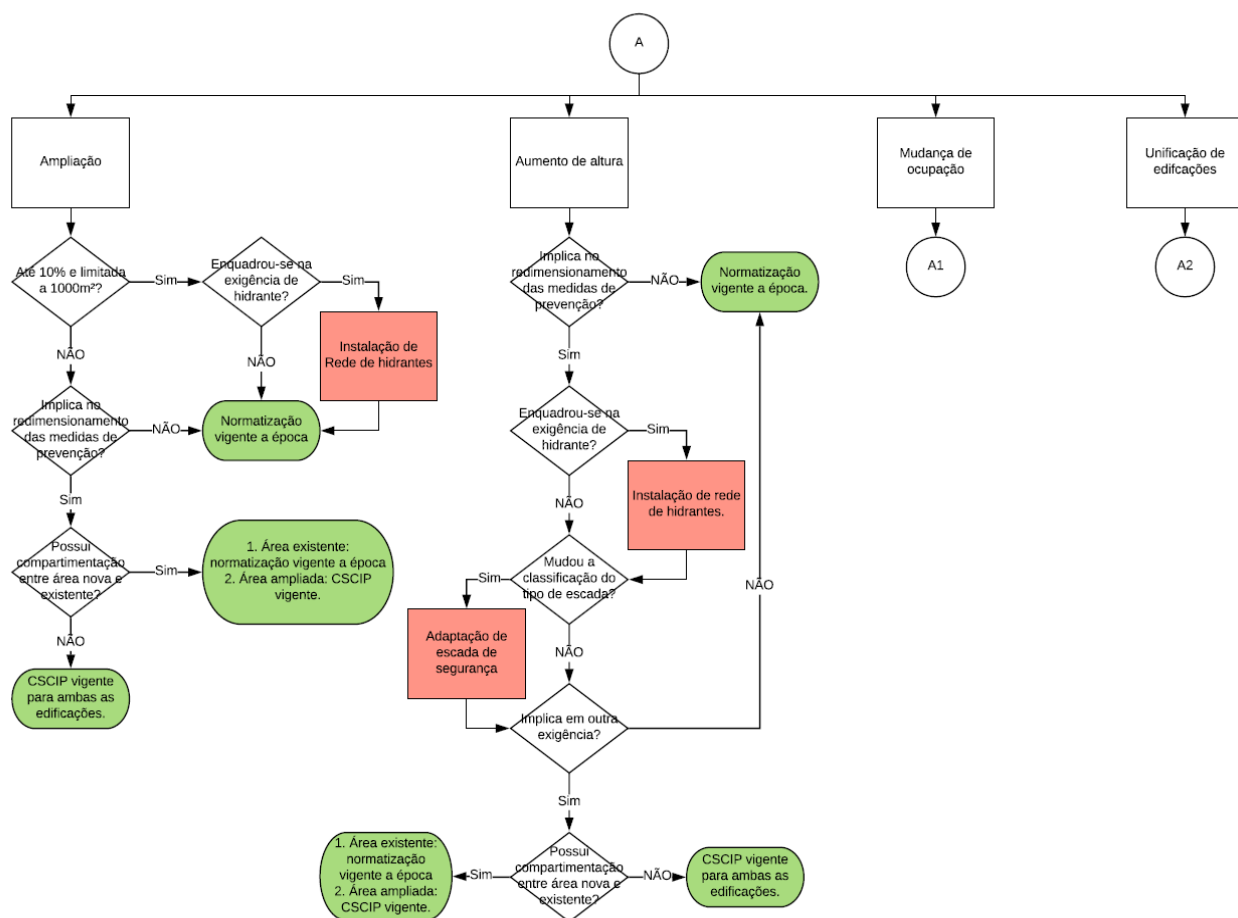 A
Ampliação
Aumento de altura
Mudança de
ocupação
Unificação de
edifcações
Até 10% e limitada
a 1000m²?
Sim
Enquadrou-se na
exigência de
hidrante?
Sim
Implica no
redimensionamento
das medidas de
prevenção?
NÃO
Normatização
vigente a época.
A1
A2
Instalação de
Rede de hidrantes
NÃO
NÃO
Sim
Implica no
redimensionamento
das medidas de
prevenção?
NÃO
Normatização
vigente a época
Enquadrou-se na
exigência de
hidrante?
Sim
Sim
NÃO
Instalação de rede
de hidrantes.
Possui
compartimentação
entre área nova e
existente?
Sim
1. Área existente:
normatização vigente a época
2. Área ampliada: CSCIP
vigente.
Mudou a
classificação do
tipo de escada?
Sim
NÃO
NÃO
Adaptação de
escada de
segurança
NÃO
CSCIP vigente
para ambas as
edificações.
Implica em outra
exigência?
Sim
1. Área existente:
normatização
vigente a época
2. Área ampliada:
CSCIP vigente.
Sim
Possui
compartimentação
entre área nova e
existente?
NÃO
CSCIP vigente
para ambas as
edificações.